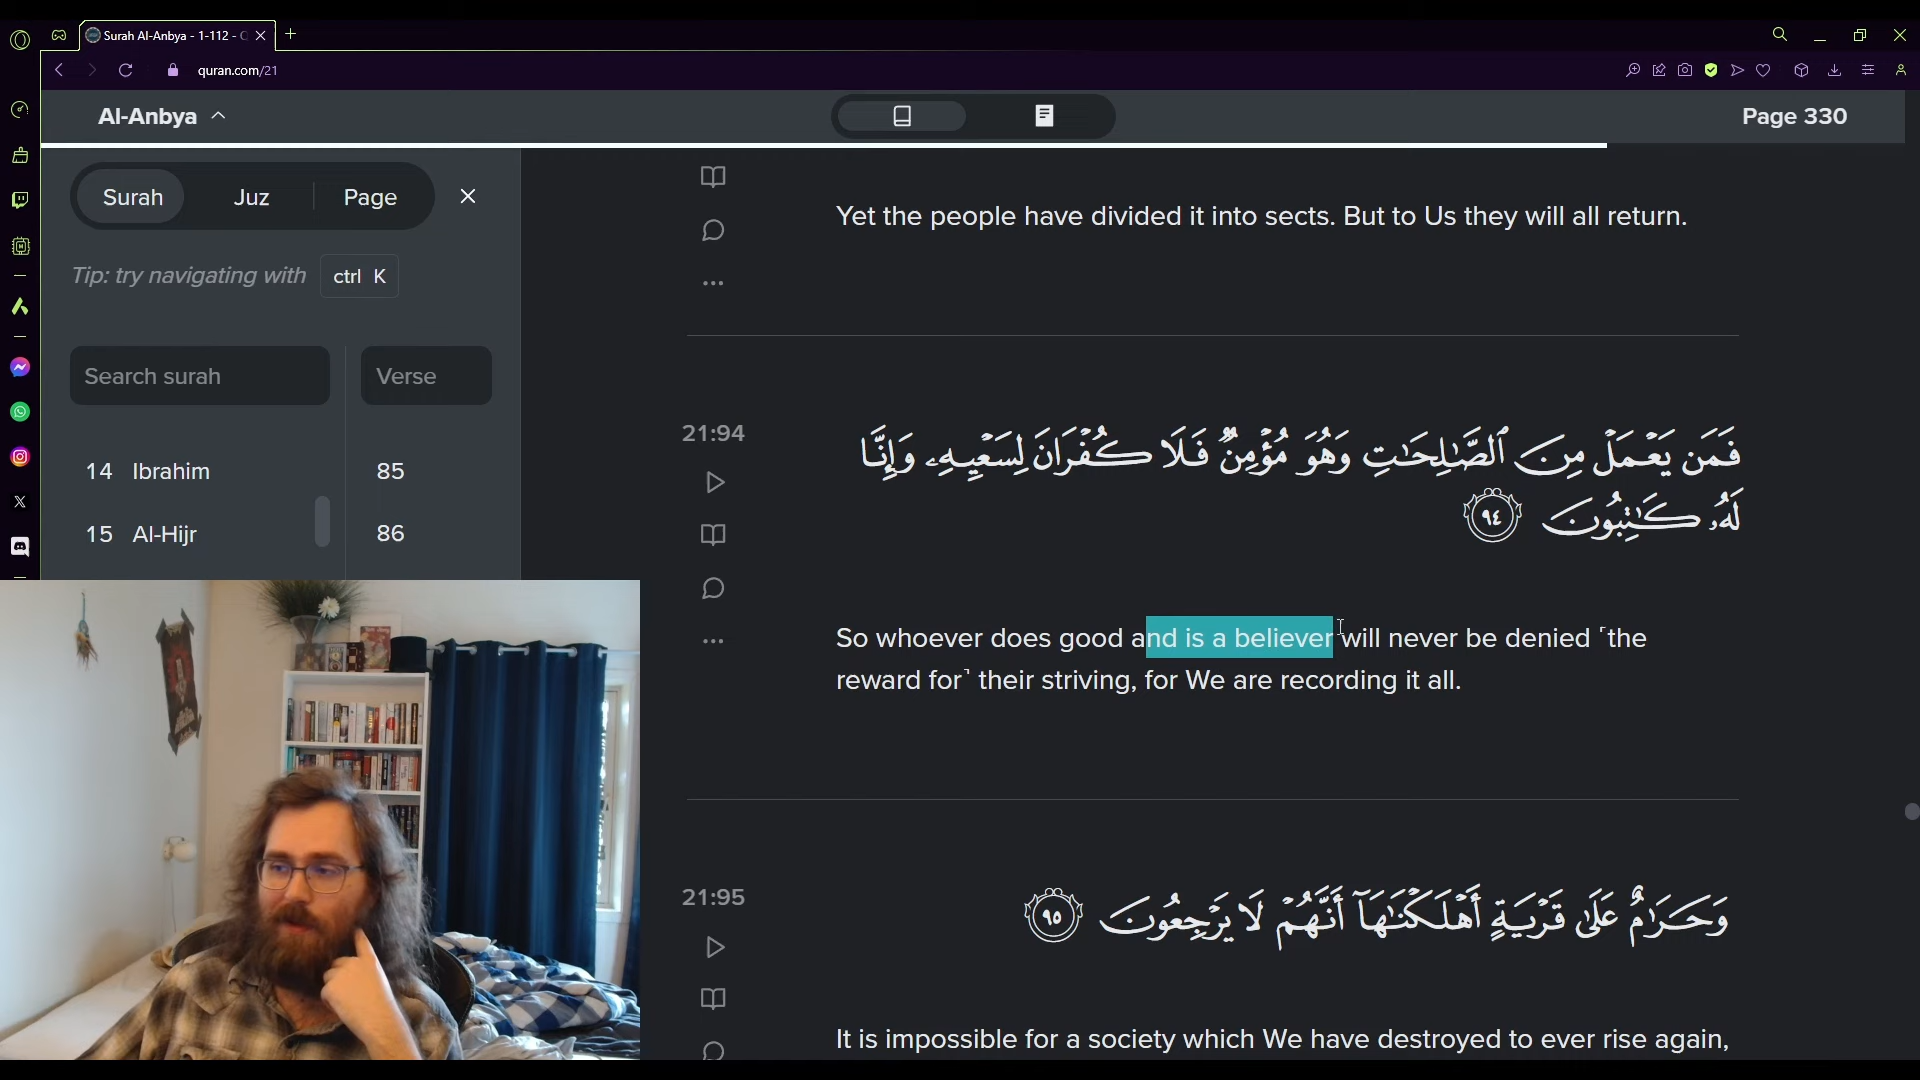 Surah Al-Anbya - 1-112 -
quran.com/21
Al-Anbya
Page 330
Surah
Juz
Page
Tip: try navigating with ctrl K
Search surah
Verse
14 Ibrahim
85
15 Al-Hijr
86
Yet the people have divided it into sects. But to Us they will all return.
21:94
فَمَن يَعْمَلْ مِنَ ٱلصَّـٰلِحَـٰتِ وَهُوَ مُؤْمِنٌۭ فَلَا كُفْرَانَ لِسَعْيِهِۦ وَإِنَّا
لَهُۥ كَـٰتِبُونَ ٩٤
So whoever does good and is a believer will never be denied ˹the
reward for˺ their striving, for We are recording it all.
21:95
وَحَرَٰمٌ عَلَىٰ قَرْيَةٍ أَهْلَكْنَـٰهَآ أَنَّهُمْ لَا يَرْجِعُونَ ٩٥
It is impossible for a society which We have destroyed to ever rise again,